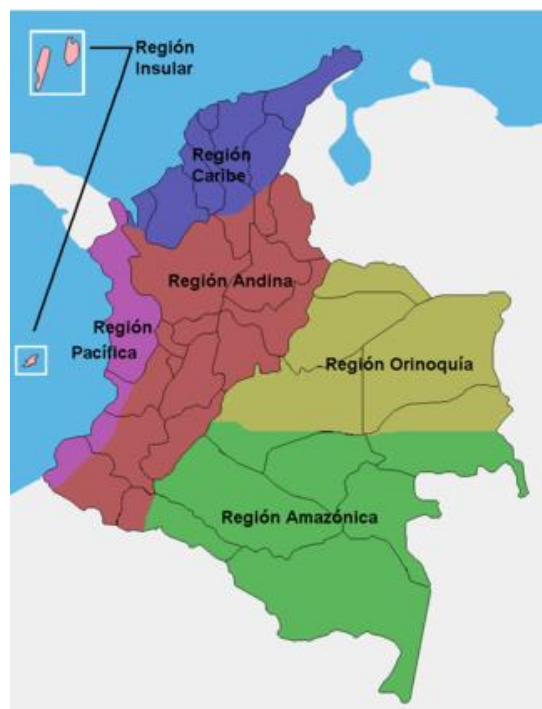 Región
Insular
Región
Caribe
Región Andina
Región
Pacífica
Región Orinoquía
Región Amazónica